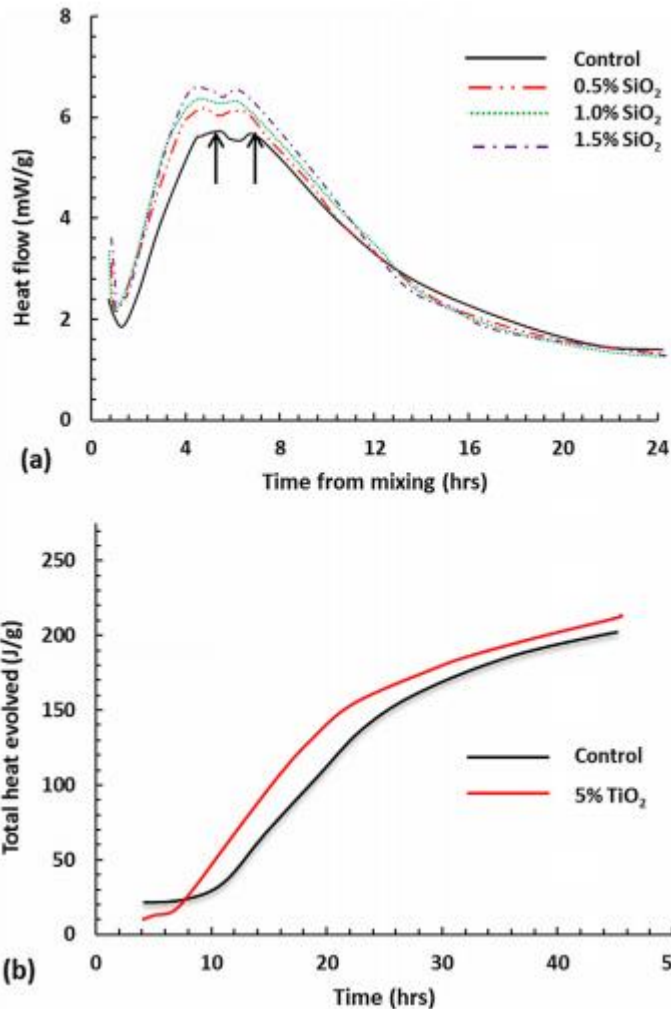 8
6
4
2
0
Heat flow (mW/g)
Control
0.5% SiO₂
1.0% SiO₂
1.5% SiO₂
0 4 8 12 16 20 24
Time from mixing (hrs)
(a)
250
200
150
100
50
0
Total heat evolved (J/g)
Control
5% TiO₂
0 10 20 30 40 5
Time (hrs)
(b)